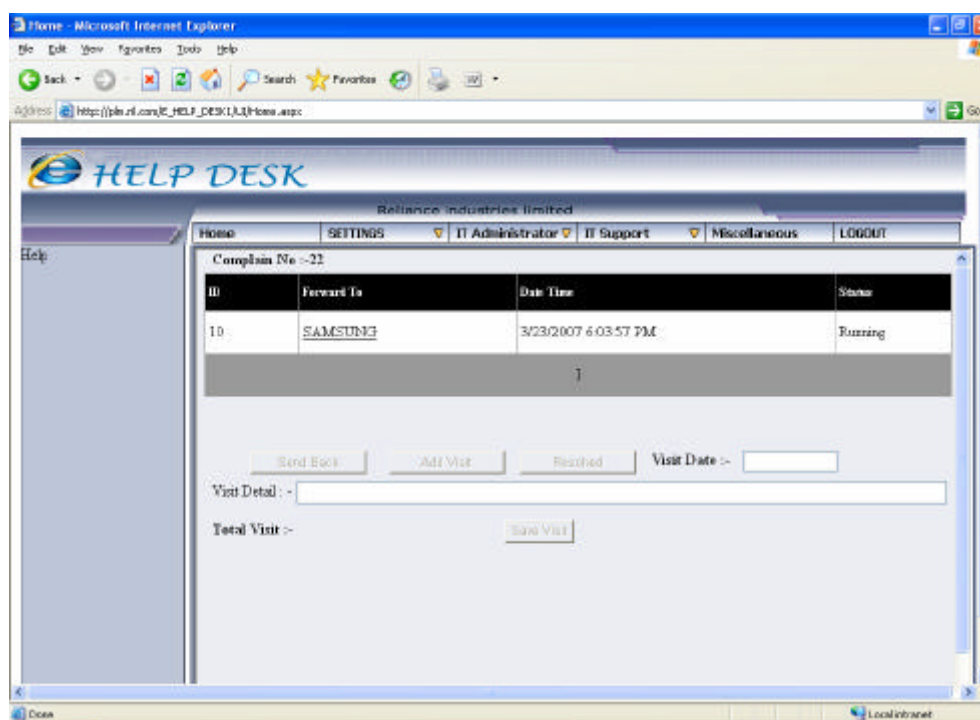 Home - Microsoft Internet Explorer
File Edit View Favorites Tools Help
Back Search Favorites
Address Go
HELP DESK
Reliance industries limited
Home SETTINGS IT Administrator IT Support Miscellaneous LOGOUT
Help
Complain No :-22
ID Forward To Date Time Status
10 SAMSUNG 3/23/2007 6:03:57 PM Running
Send Back Add Visit Visit Date :-
Visit Detail : -
Total Visit :- Save Visit
Done Local intranet